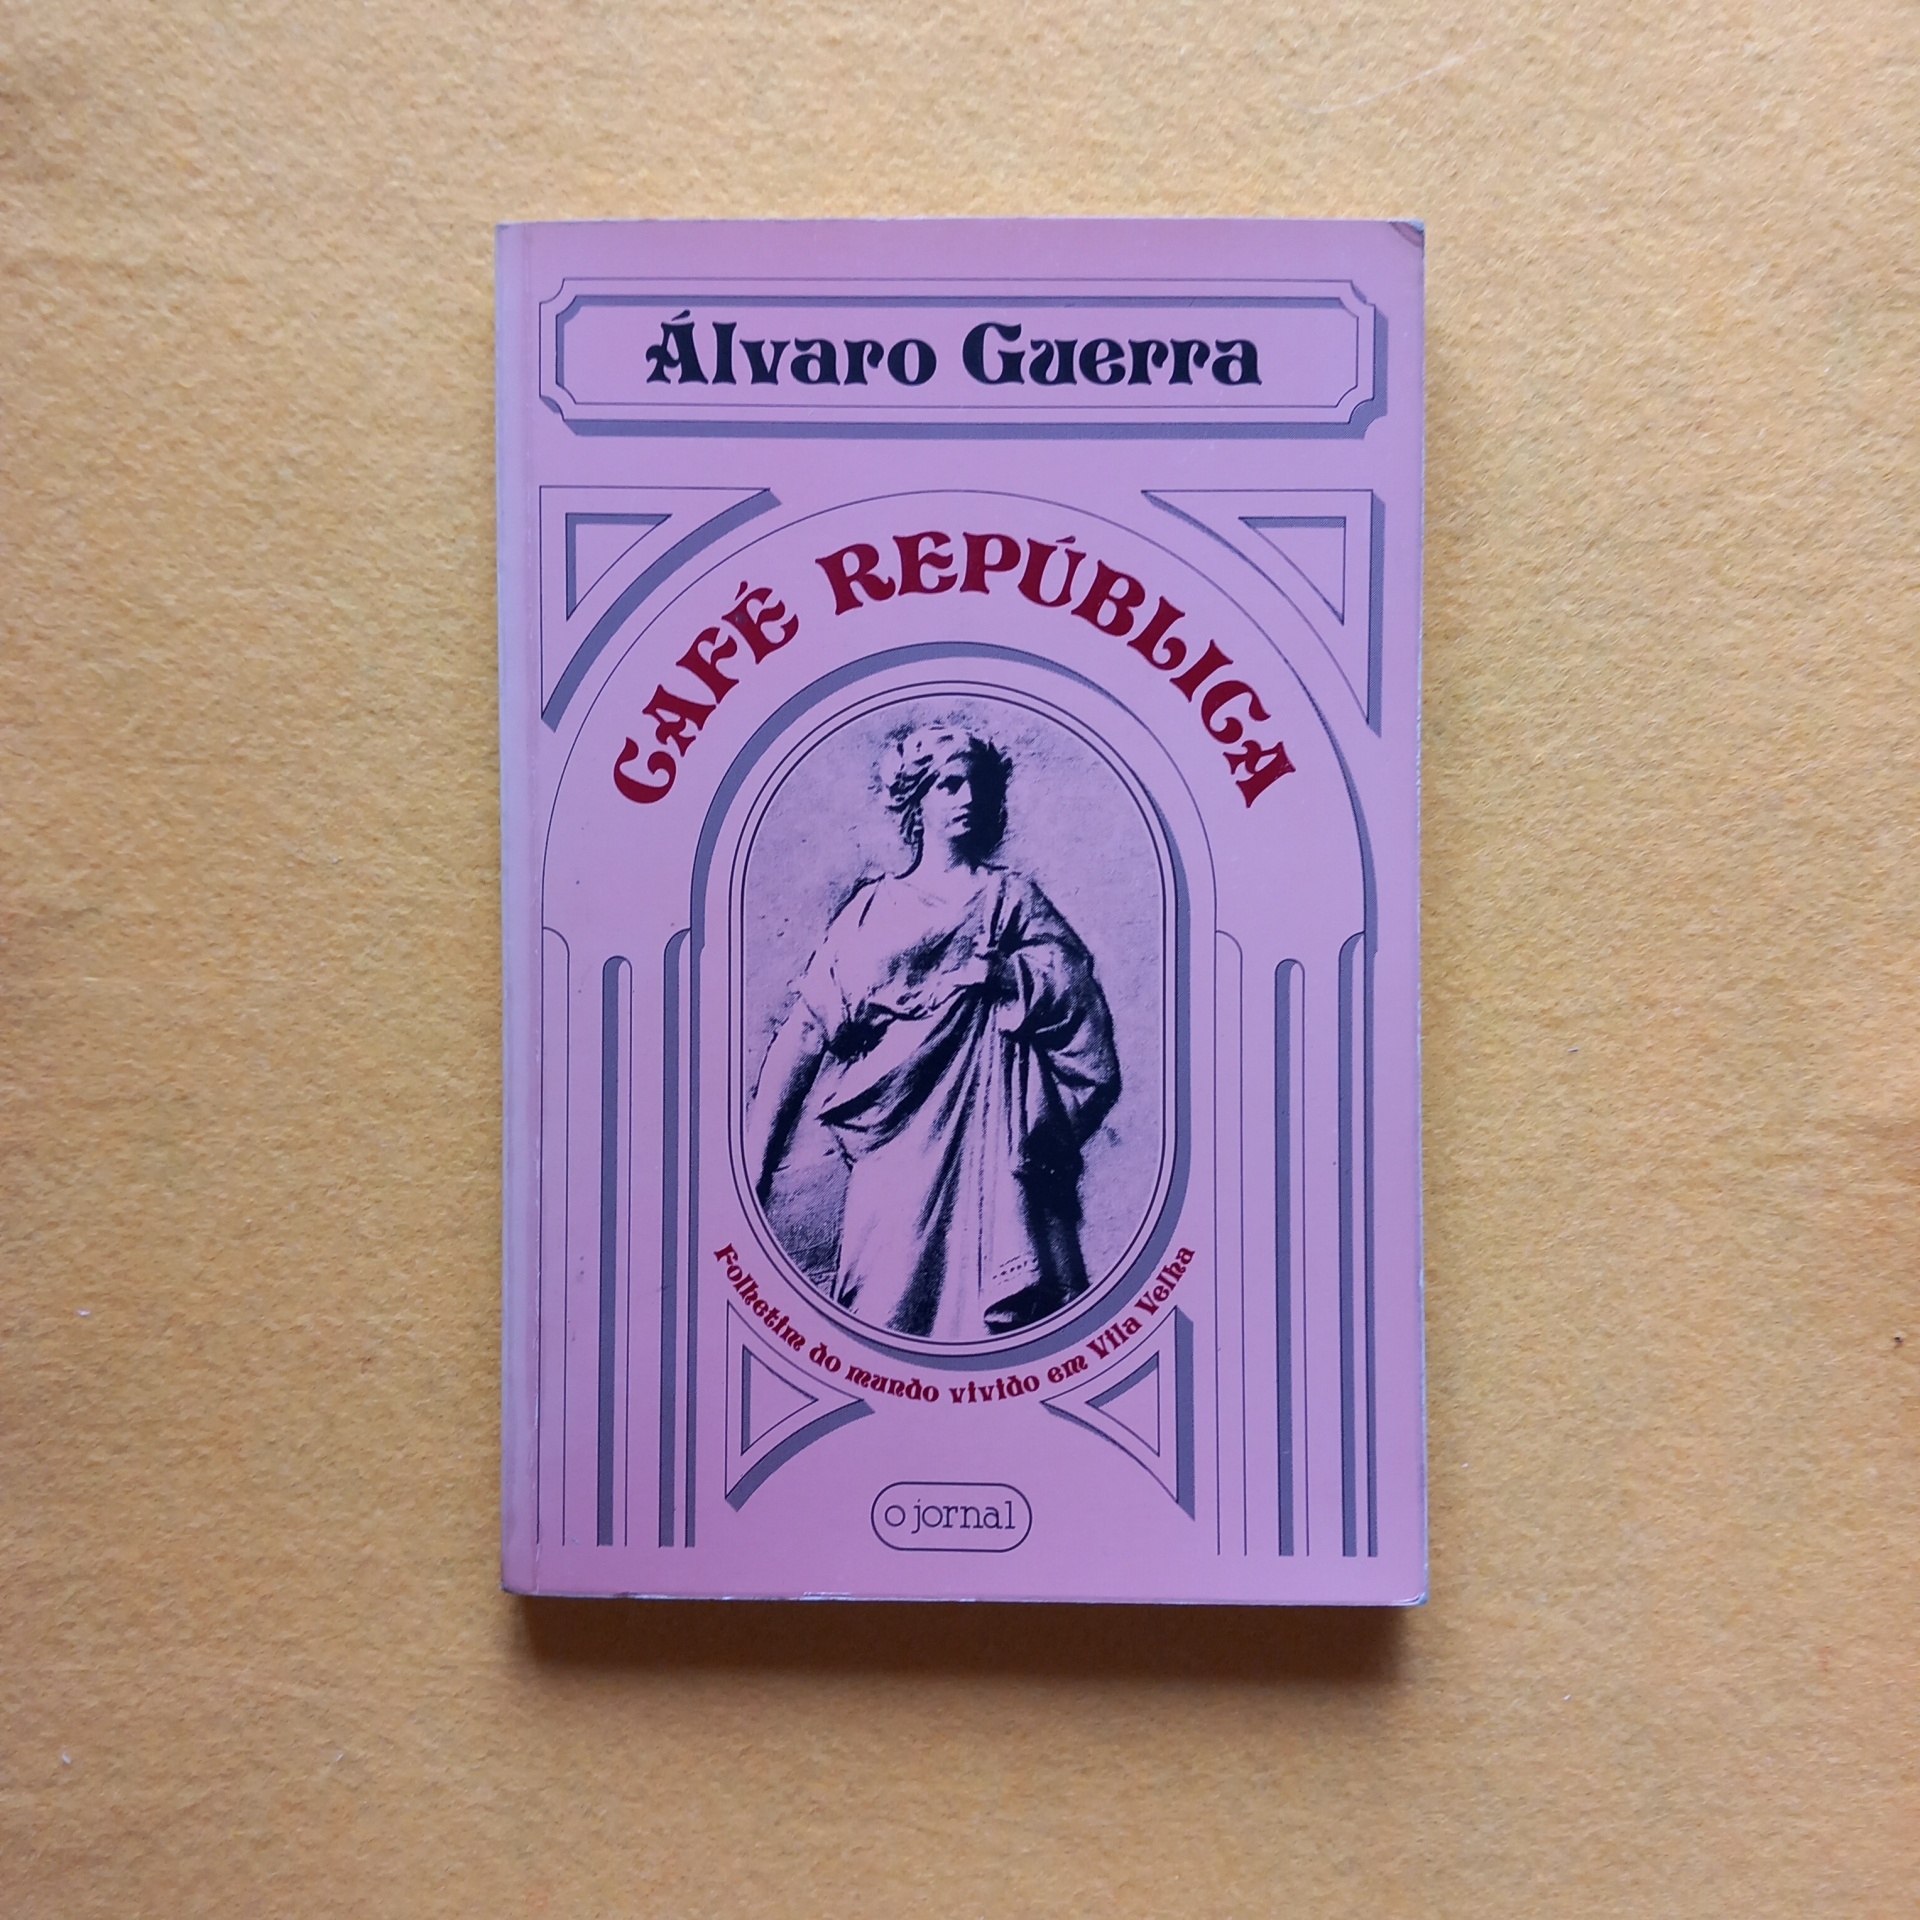 Álvaro Guerra
CAFÉ REPÚBLICA
Folhetim do mundo vivido em Vila Velha
o jornal